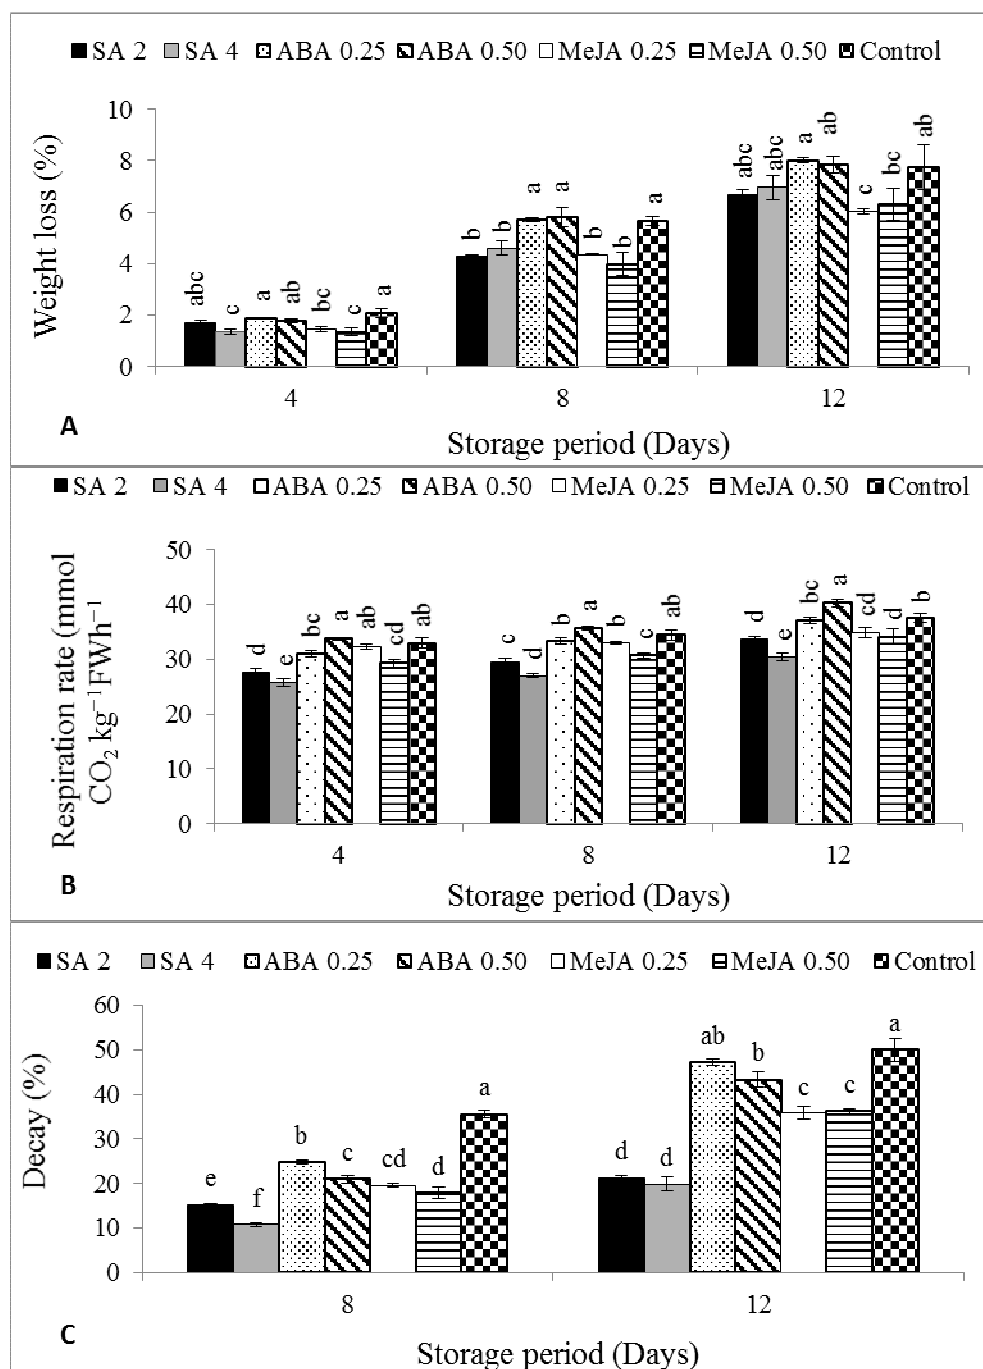 SA 2 SA 4 ABA 0.25 ABA 0.50 MeJA 0.25 MeJA 0.50 Control
10
8
6
4
2
0
Weight loss (%)
abc c a ab bc c a
b b a a b b a
abc abc a ab c bc ab
4 8 12
A
Storage period (Days)
SA 2 SA 4 ABA 0.25 ABA 0.50 MeJA 0.25 MeJA 0.50 Control
50
40
30
20
10
0
Respiration rate (mmol
CO₂ kg⁻¹FWh⁻¹
d e bc a ab cd ab
c d b a b c ab
d e bc a cd d b
4 8 12
B
Storage period (Days)
SA 2 SA 4 ABA 0.25 ABA 0.50 MeJA 0.25 MeJA 0.50 Control
60
50
40
30
20
10
0
Decay (%)
e f b c cd d a
d d ab b c c a
8 12
C
Storage period (Days)